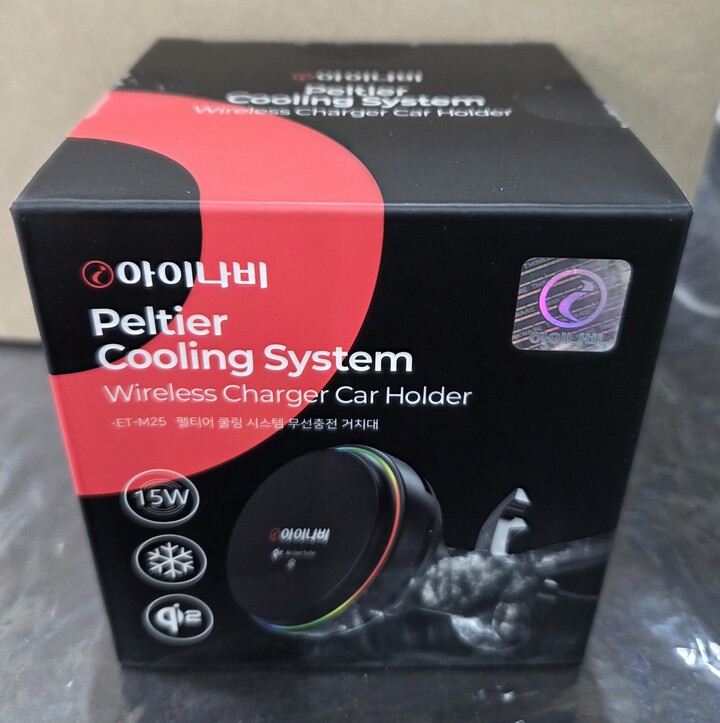 아이나비
Peltier
Cooling System
Wireless Charger Car Holder
아이나비
Peltier
Cooling System
Wireless Charger Car Holder
·ET-M25 펠티어 쿨링 시스템 무선충전 거치대
아이나비
15W
아이나비
Qi2